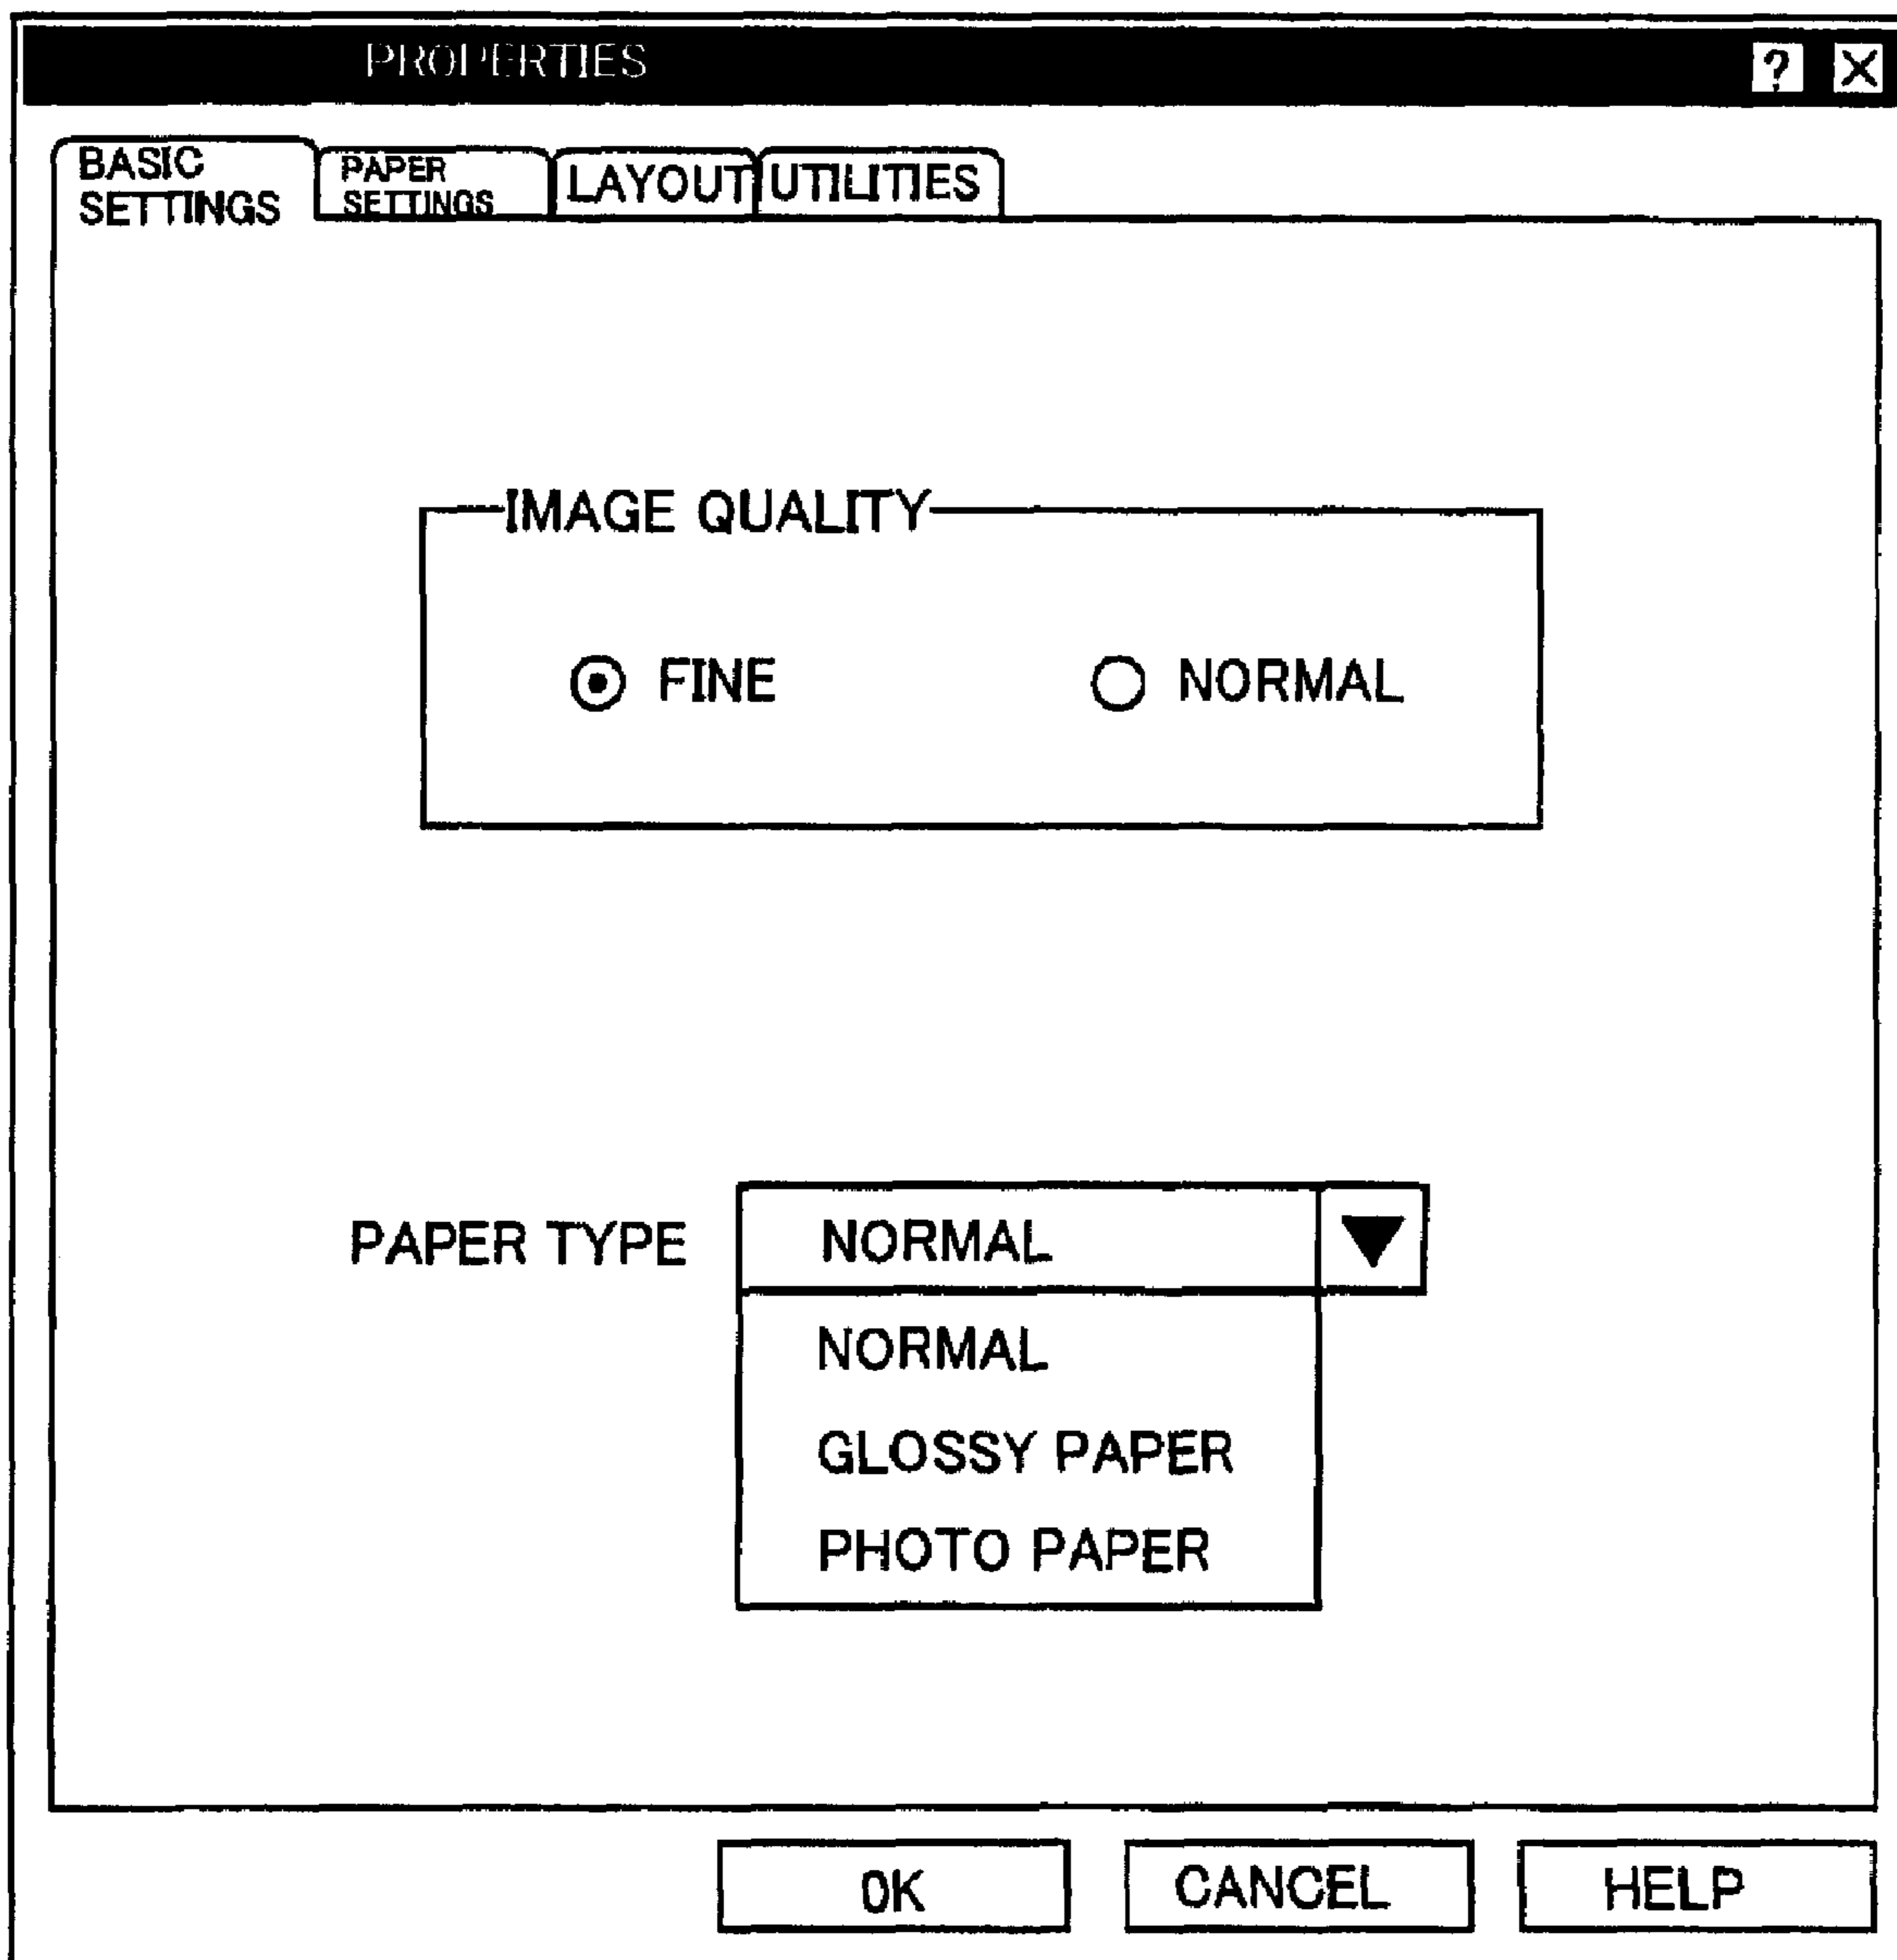 PROPERTIES ? X
BASIC
SETTINGS
PAPER
SETTINGS
LAYOUT
UTILITIES
IMAGE QUALITY
FINE
NORMAL
PAPER TYPE
NORMAL
NORMAL
GLOSSY PAPER
PHOTO PAPER
OK
CANCEL
HELP